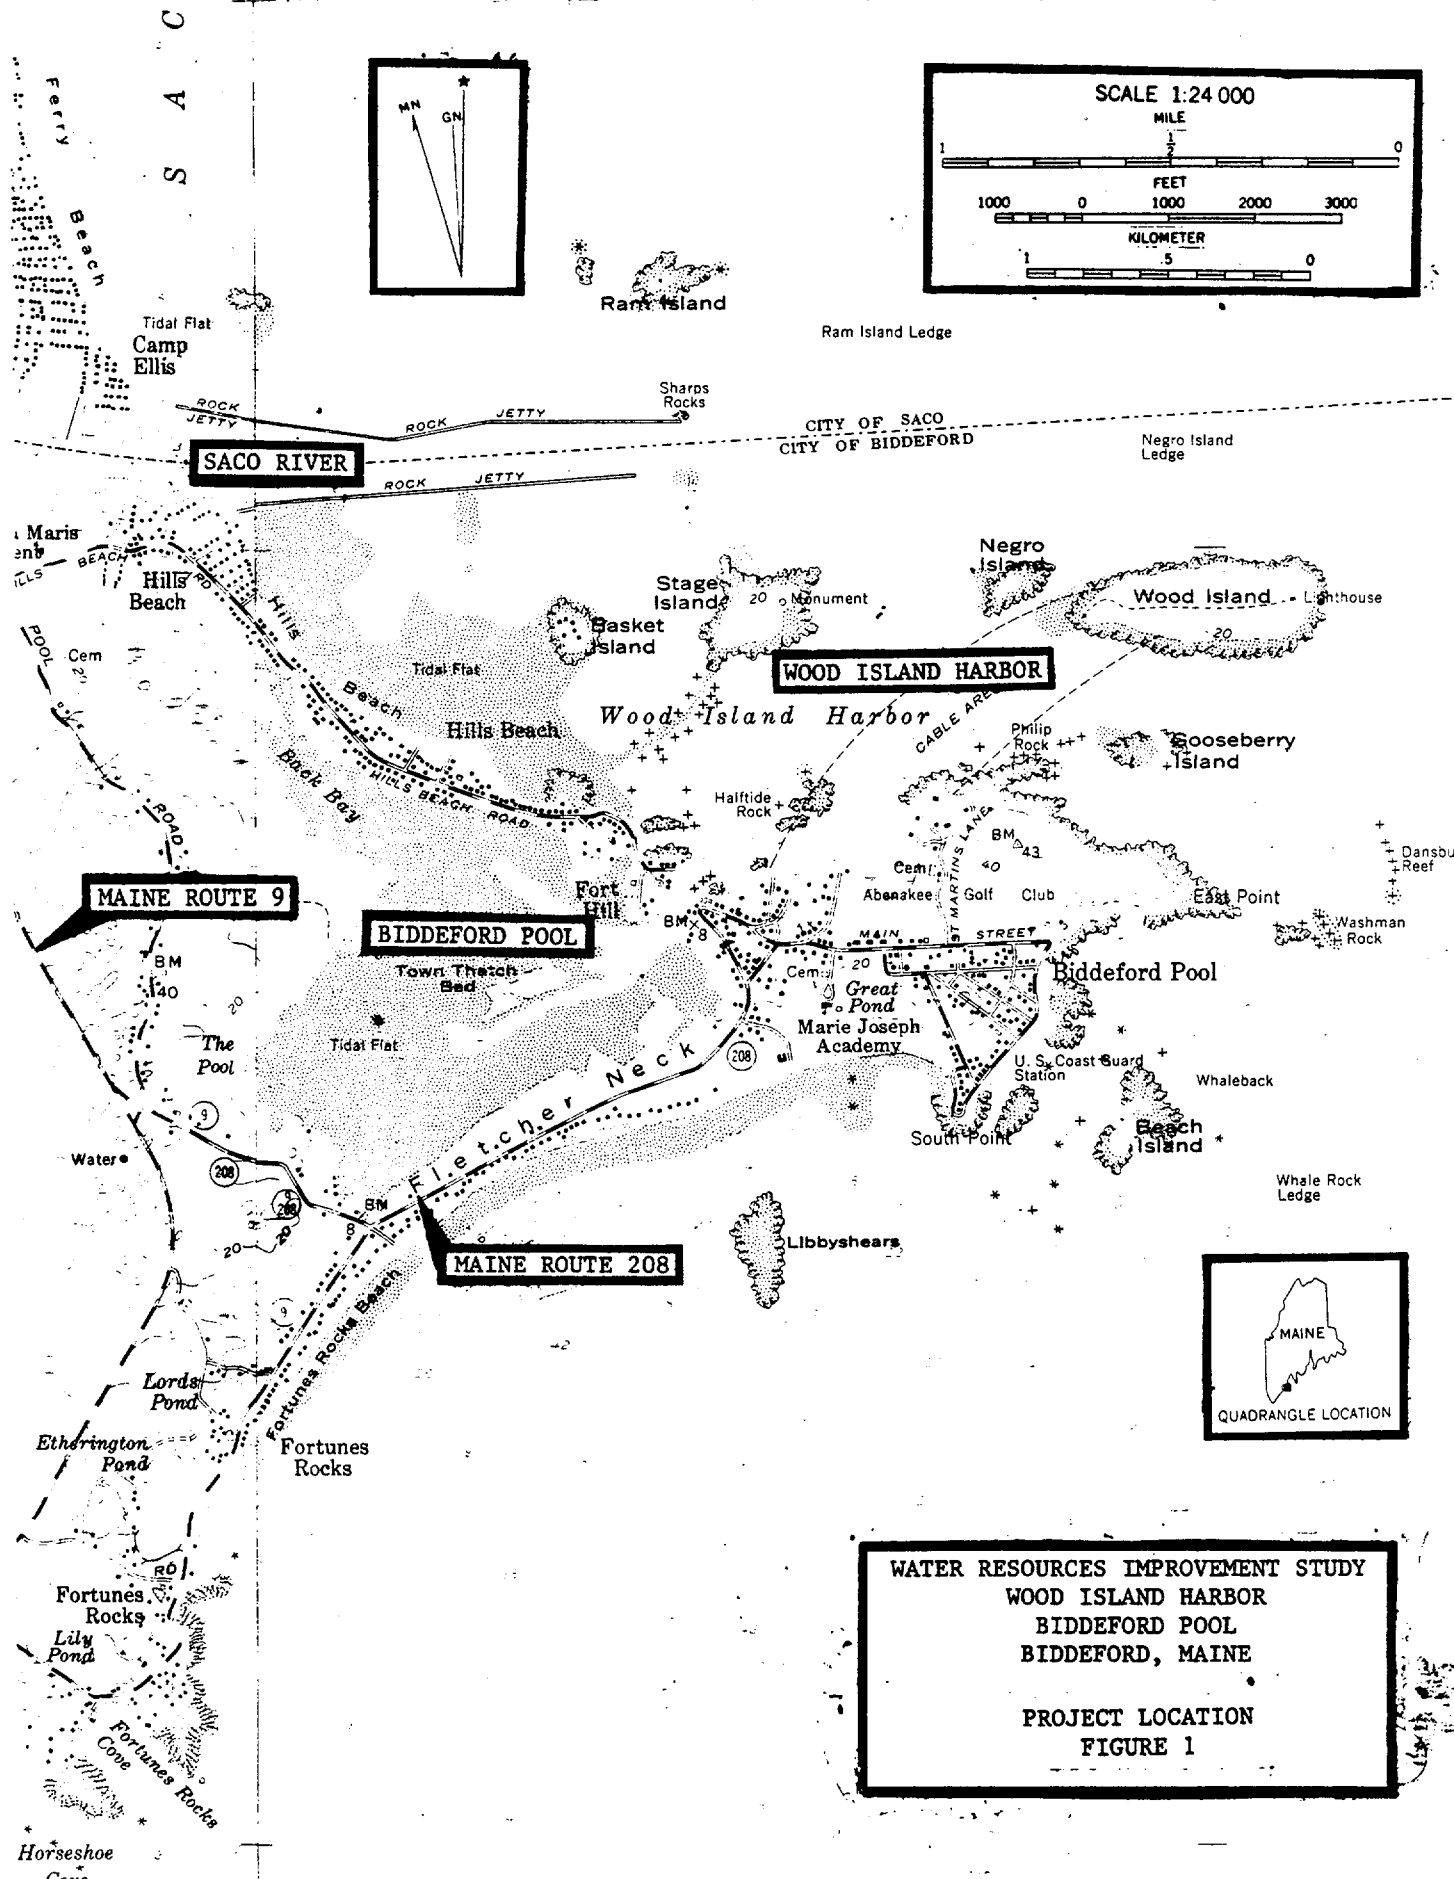 S A C
Ferry
Beach
MN
GN
SCALE 1:24 000
MILE
1
1/2
0
FEET
1000
0
1000
2000
3000
KILOMETER
1
.5
0
Ram Island
Ram Island Ledge
Tidal Flat
Camp
Ellis
ROCK
JETTY
ROCK
JETTY
Sharps
Rocks
CITY OF SACO
CITY OF BIDDEFORD
Negro Island
Ledge
SACO RIVER
ROCK
JETTY
Maris
BEACH
RD
Hills
Beach
Hills
Beach
POOL
Cem
20
Basket
Island
Stage
Island
20
Monument
Negro
Island
Wood Island
Lighthouse
20
Tidal Flat
WOOD ISLAND HARBOR
Wood Island Harbor
CABLE AREA
Hills Beach
Back Bay
HILLS BEACH ROAD
Philip
Rock
Gooseberry
Island
Halftide
Rock
ROAD
ST MARTINS LANE
BM
43
40
Cem
Abenakee
Golf
Club
Dansbu
Reef
East Point
Washman
Rock
MAINE ROUTE 9
Fort
Hill
BIDDEFORD POOL
BM
8
MAIN
STREET
Biddeford Pool
Town Thatch
Bed
Cem
20
Great
Pond
Marie Joseph
Academy
BM
40
20
The
Pool
Tidal Flat
Fletcher Neck
208
U. S. Coast Guard
Station
Whaleback
South Point
Beach
Island
9
Water
208
9
208
BM
8
20
20
Whale Rock
Ledge
Libbyshears
MAINE ROUTE 208
Fortunes Rocks Beach
9
Lords
Pond
Etherington
Pond
Fortunes
Rocks
MAINE
QUADRANGLE LOCATION
RD
Fortunes
Rocks
Lily
Pond
Fortunes Rocks
Cove
Horseshoe
Cove
WATER RESOURCES IMPROVEMENT STUDY
WOOD ISLAND HARBOR
BIDDEFORD POOL
BIDDEFORD, MAINE
PROJECT LOCATION
FIGURE 1